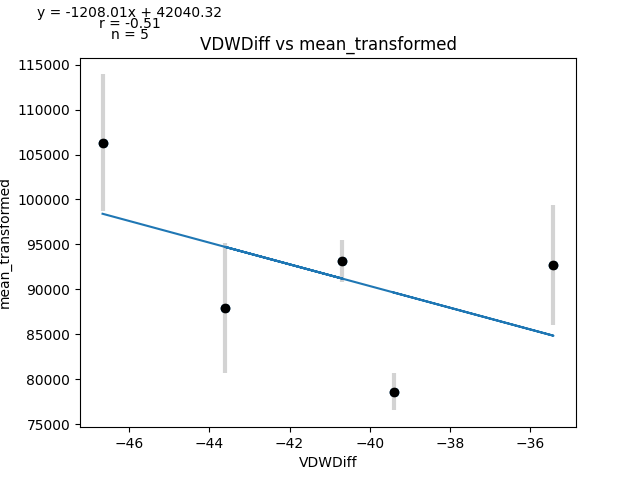 y = -1208.01x + 42040.32
r = -0.51
n = 5
VDWDiff vs mean_transformed
115000
110000
105000
100000
95000
90000
85000
80000
75000
mean_transformed
−46
−44
−42
−40
−38
−36
VDWDiff